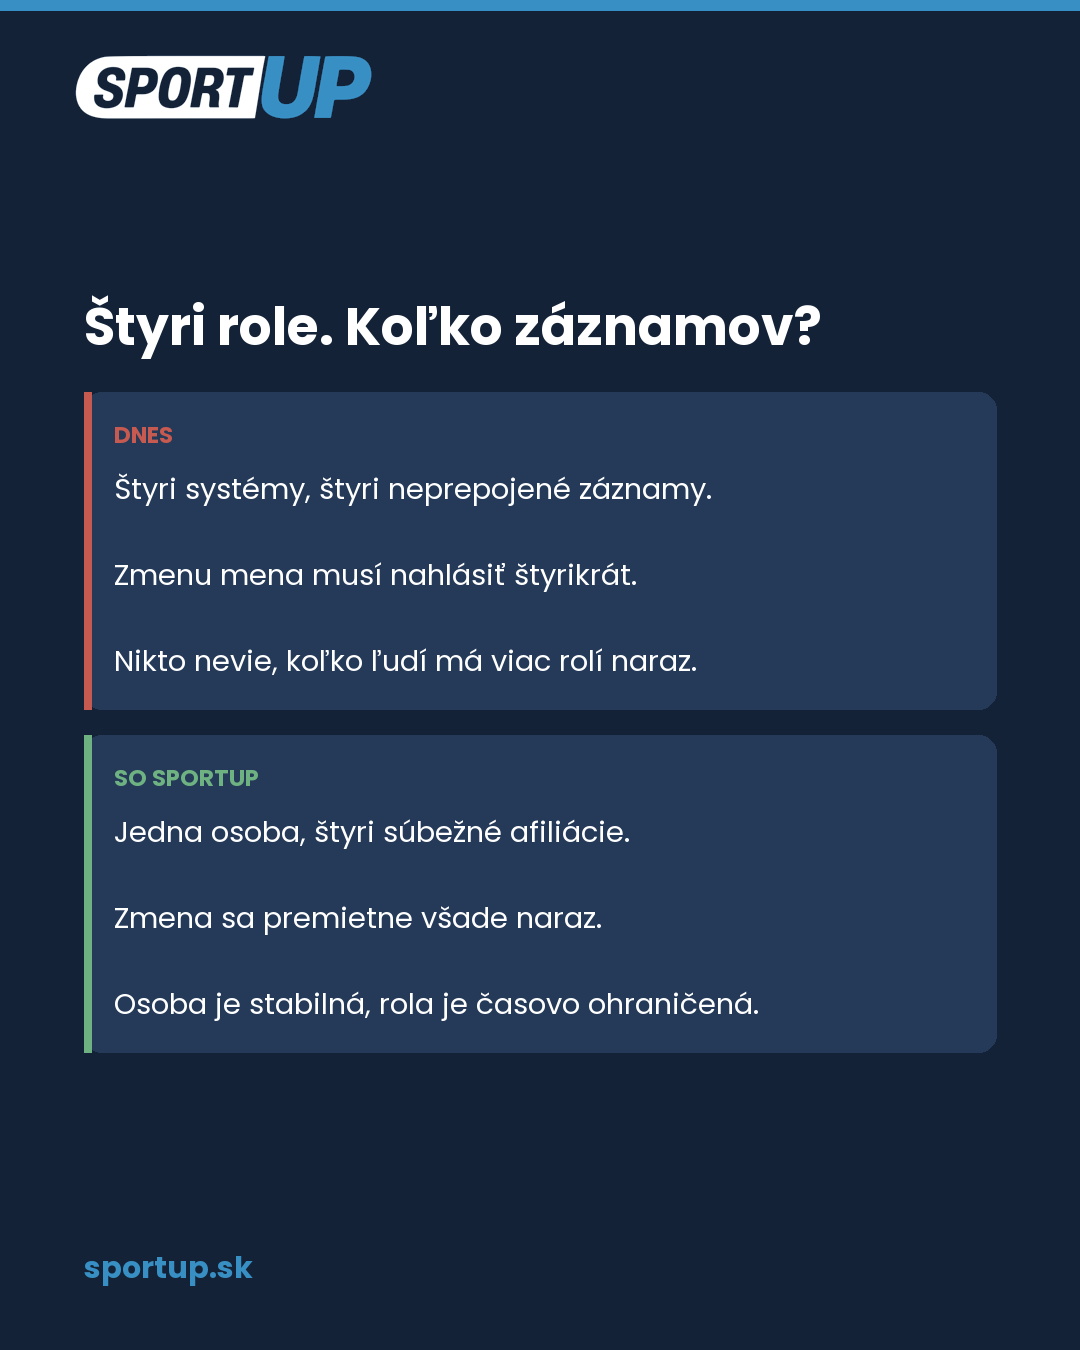 SPORTUP
Štyri role. Koľko záznamov?
DNES
Štyri systémy, štyri neprepojené záznamy.
Zmenu mena musí nahlásiť štyrikrát.
Nikto nevie, koľko ľudí má viac rolí naraz.
SO SPORTUP
Jedna osoba, štyri súbežné afiliácie.
Zmena sa premietne všade naraz.
Osoba je stabilná, rola je časovo ohraničená.
sportup.sk